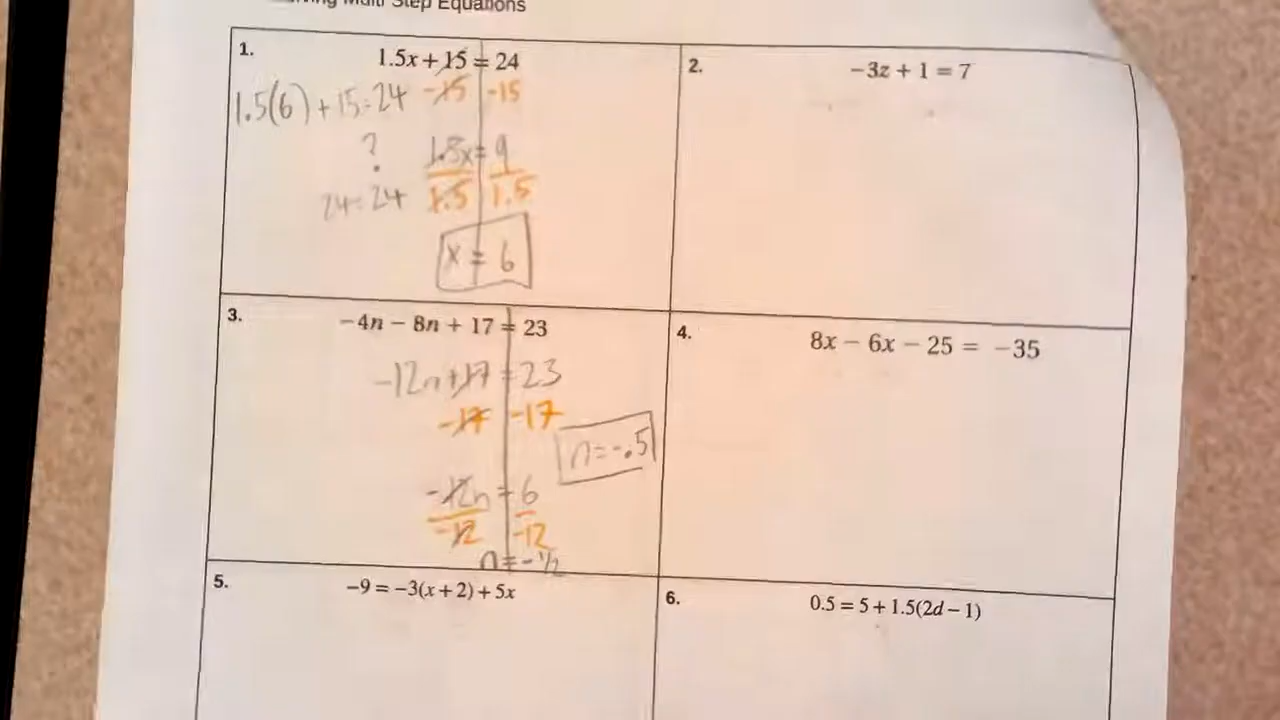 Multi Step Equations
1.
1.5x + 15 = 24
1.5(6) + 15 = 24
-15 -15
?
1.5x = 9
1.5 1.5
24 = 24
x = 6
2.
-3z + 1 = 7
3.
-4n - 8n + 17 = 23
-12n + 17 = 23
-17 -17
n = -.5
-12n = 6
-12 -12
n = -1/2
4.
8x - 6x - 25 = -35
5.
-9 = -3(x + 2) + 5x
6.
0.5 = 5 + 1.5(2d - 1)